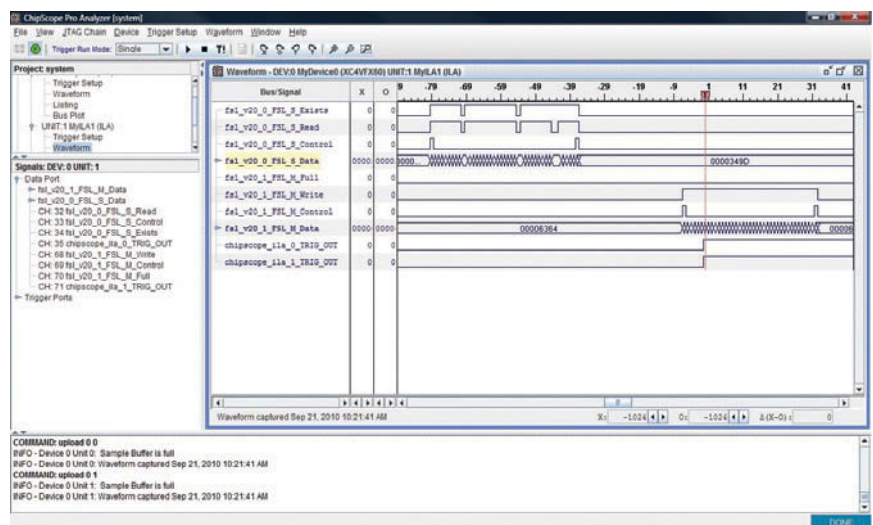 ChipScope Pro Analyzer [system]
File View JTAG Chain Device Trigger Setup Waveform Window Help
Trigger Run Mode: Single T!
Project: system
Trigger Setup
Waveform
Listing
Bus Plot
UNIT:1 MyILA1 (ILA)
Trigger Setup
Waveform
Signals: DEV: 0 UNIT: 1
Data Port
fsl_v20_1_FSL_M_Data
fsl_v20_0_FSL_S_Data
CH: 32 fsl_v20_0_FSL_S_Read
CH: 33 fsl_v20_0_FSL_S_Control
CH: 34 fsl_v20_0_FSL_S_Exists
CH: 35 chipscope_ila_0_TRIG_OUT
CH: 68 fsl_v20_1_FSL_M_Write
CH: 69 fsl_v20_1_FSL_M_Control
CH: 70 fsl_v20_1_FSL_M_Full
CH: 71 chipscope_ila_1_TRIG_OUT
Trigger Ports
Waveform - DEV:0 MyDevice0 (XC4VFX60) UNIT:1 MyILA1 (ILA)
Bus/Signal X O 9 -79 -69 -59 -49 -39 -29 -19 -9 1 11 21 31 41
fsl_v20_0_FSL_S_Exists 0 0
fsl_v20_0_FSL_S_Read 0 0
fsl_v20_0_FSL_S_Control 0 0
fsl_v20_0_FSL_S_Data 0000 0000 0000... 0000349D
fsl_v20_1_FSL_M_Full 0 0
fsl_v20_1_FSL_M_Write 0 0
fsl_v20_1_FSL_M_Control 0 0
fsl_v20_1_FSL_M_Data 0000 0000 00006364 00006
chipscope_ila_0_TRIG_OUT 0 0
chipscope_ila_1_TRIG_OUT 0 0
Waveform captured Sep 21, 2010 10:21:41 AM X: -1024 O: -1024 Δ(X-O): 0
COMMAND: upload 0 0
INFO - Device 0 Unit 0: Sample Buffer is full
INFO - Device 0 Unit 0: Waveform captured Sep 21, 2010 10:21:41 AM
COMMAND: upload 0 1
INFO - Device 0 Unit 1: Sample Buffer is full
INFO - Device 0 Unit 1: Waveform captured Sep 21, 2010 10:21:41 AM
DONE